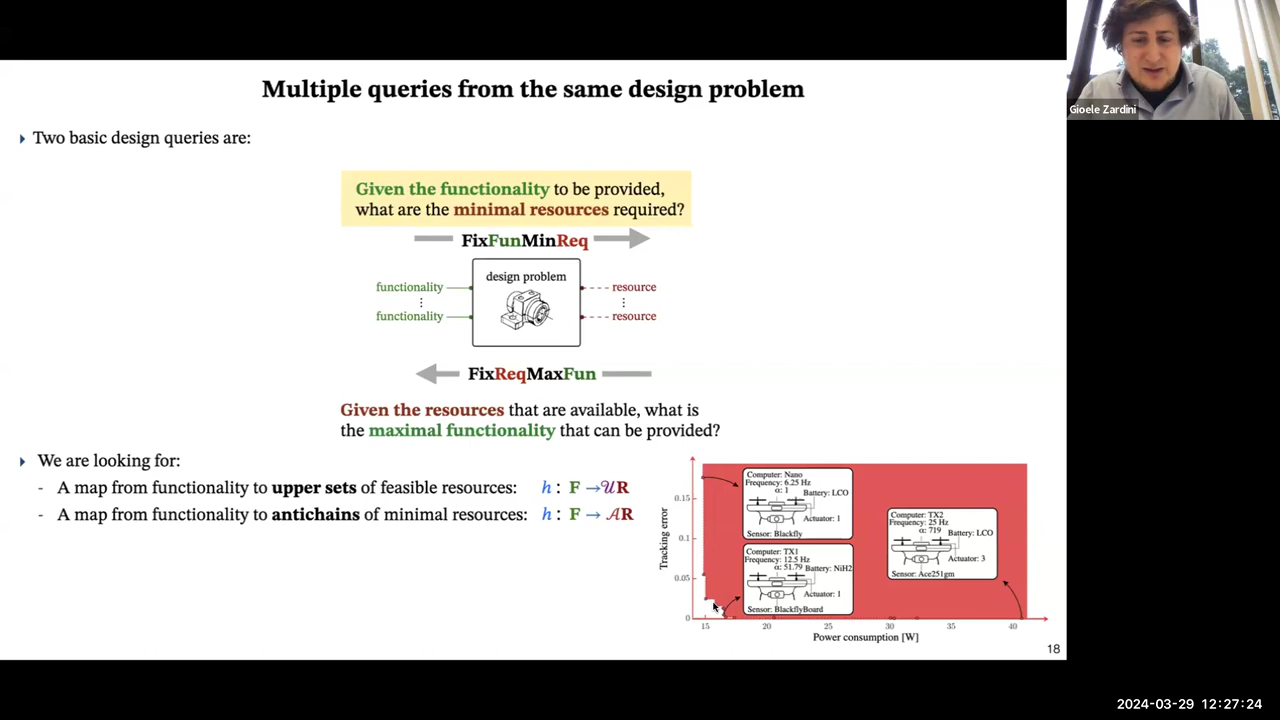 Multiple queries from the same design problem
Two basic design queries are:
Given the functionality to be provided,
what are the minimal resources required?
FixFunMinReq
design problem
functionality
resource
functionality
resource
FixReqMaxFun
Given the resources that are available, what is
the maximal functionality that can be provided?
We are looking for:
- A map from functionality to upper sets of feasible resources: h : F → 𝒰R
- A map from functionality to antichains of minimal resources: h : F → 𝒜R
Tracking error
0.15
0.1
0.05
0
15
20
25
30
35
40
Power consumption [W]
Computer: Nano
Frequency: 6.25 Hz
α: 1
Battery: LCO
Actuator: 1
Sensor: Blackfly
Computer: TX1
Frequency: 12.5 Hz
α: 51.79
Battery: NiH2
Actuator: 1
Sensor: BlackflyBoard
Computer: TX2
Frequency: 25 Hz
α: 719
Battery: LCO
Actuator: 3
Sensor: Ace251gm
18
Gioele Zardini
2024-03-29 12:27:24